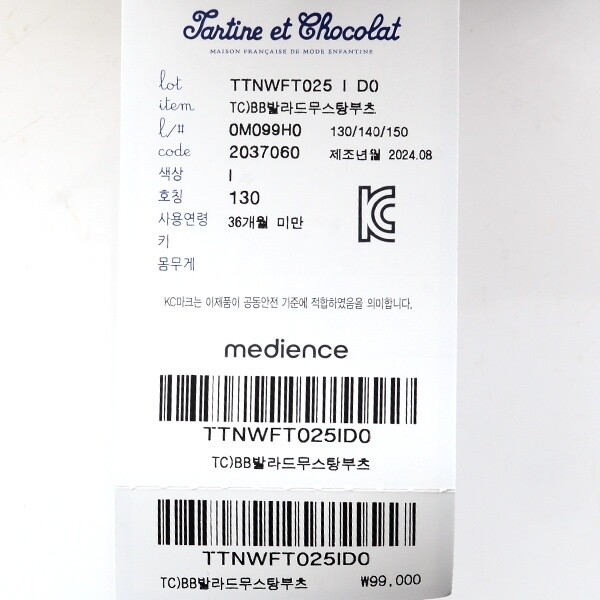 Tartine et Chocolat
MAISON FRANÇAISE DE MODE ENFANTINE
lot TTNWFT025 I D0
item TC)BB발라드무스탕부츠
l/# 0M099H0 130/140/150
code 2037060 제조년월 2024.08
색상 I
호칭 130
사용연령 36개월 미만
키
몸무게
KC
KC마크는 이제품이 공동안전 기준에 적합하였음을 의미합니다.
medience
TTNWFT025ID0
TC)BB발라드무스탕부츠
TTNWFT025ID0
TC)BB발라드무스탕부츠 ₩99,000